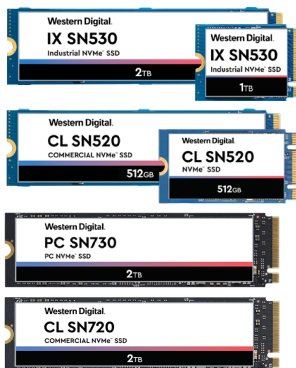 Western Digital.
IX SN530
Industrial NVMe™ SSD
2TB
Western Digital.
IX SN530
Industrial NVMe™ SSD
1TB
Western Digital.
CL SN520
COMMERCIAL NVMe™ SSD
512GB
Western Digital.
CL SN520
NVMe™ SSD
512GB
Western Digital.
PC SN730
PC NVMe™ SSD
2TB
Western Digital.
CL SN720
COMMERCIAL NVMe™ SSD
2TB